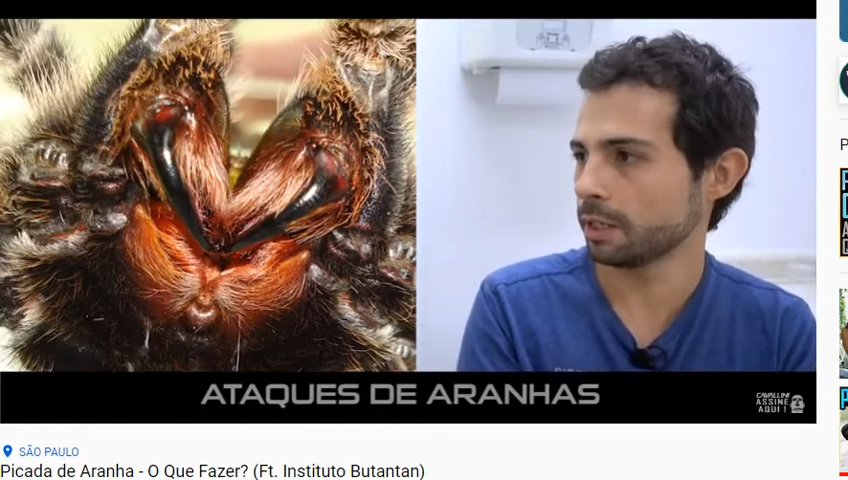 ATAQUES DE ARANHAS
CAVALLINI
ASSINE
AQUI !
SÃO PAULO
Picada de Aranha - O Que Fazer? (Ft. Instituto Butantan)